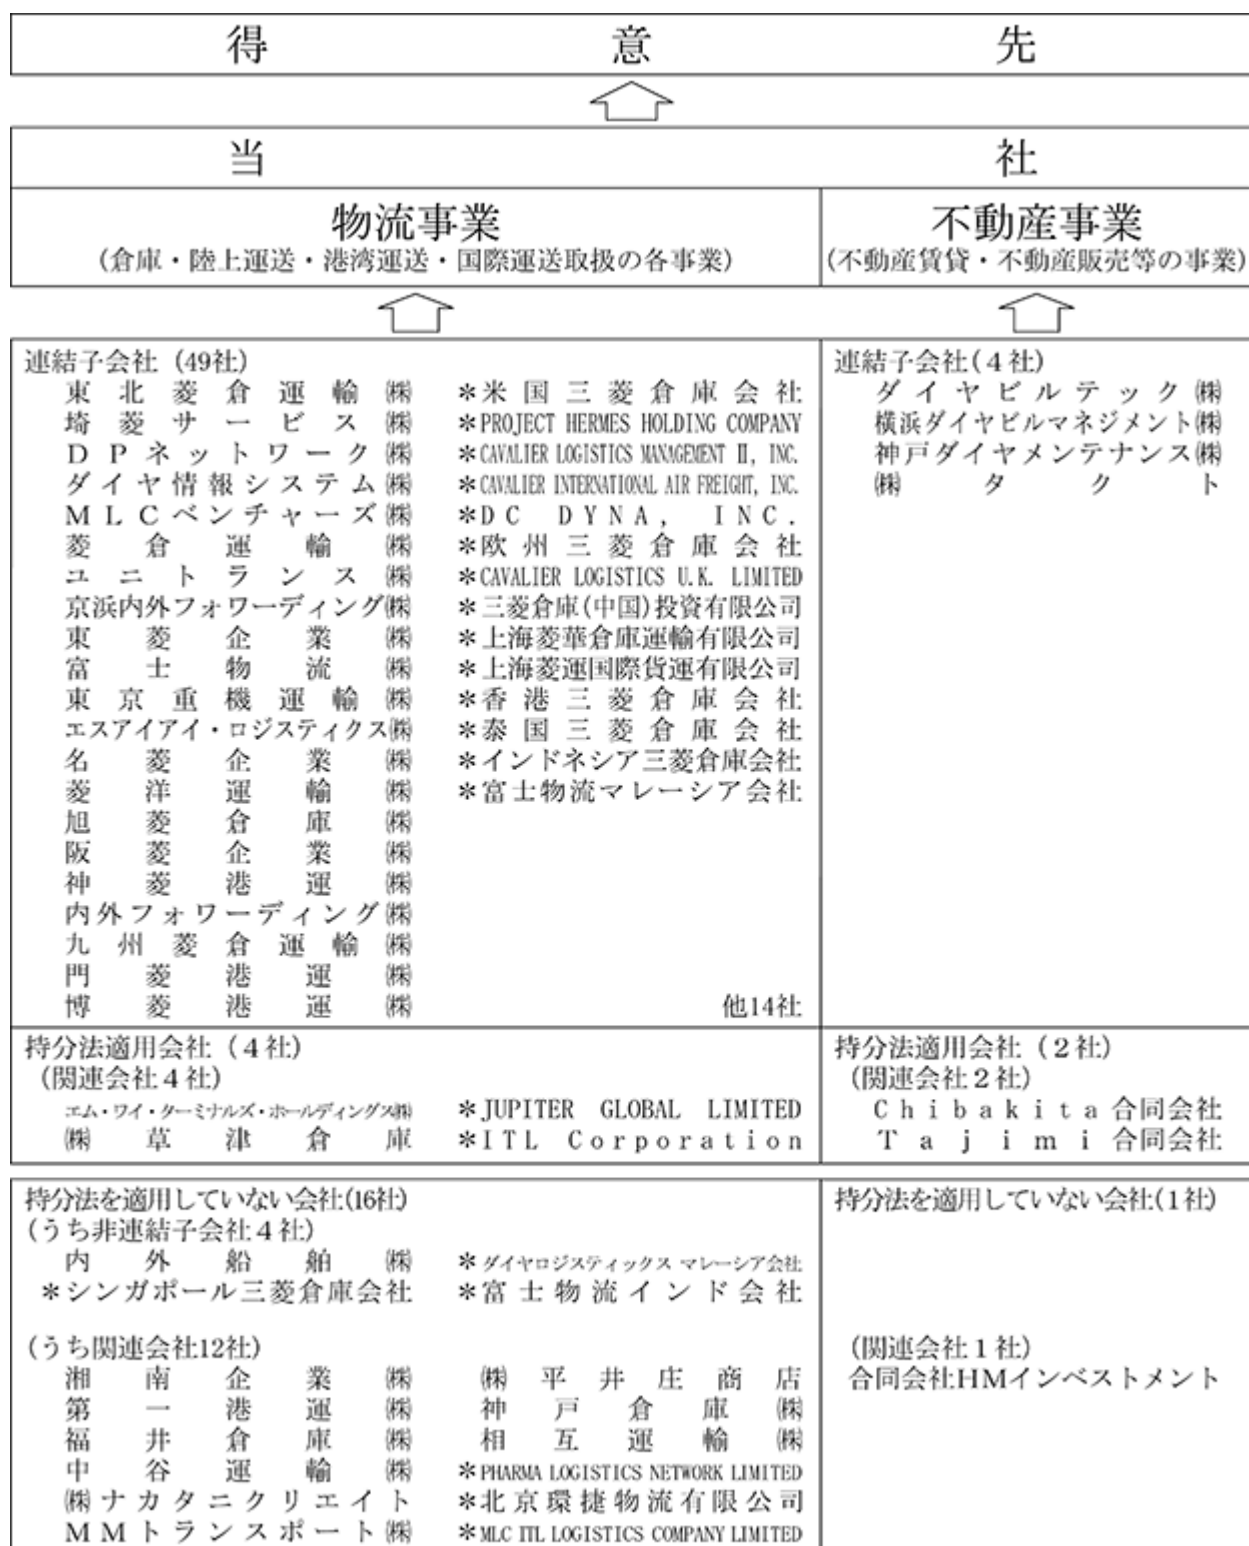 得意先
当社
物流事業
(倉庫・陸上運送・港湾運送・国際運送取扱の各事業)
不動産事業
(不動産賃貸・不動産販売等の事業)
連結子会社 (49社)
東北菱倉運輸㈱ *米国三菱倉庫会社
埼菱サービス㈱ *PROJECT HERMES HOLDING COMPANY
DPネットワーク㈱ *CAVALIER LOGISTICS MANAGEMENT Ⅱ, INC.
ダイヤ情報システム㈱ *CAVALIER INTERNATIONAL AIR FREIGHT, INC.
MLCベンチャーズ㈱ *DC DYNA, INC.
菱倉運輸㈱ *欧州三菱倉庫会社
ユニトランス㈱ *CAVALIER LOGISTICS U.K. LIMITED
京浜内外フォワーディング㈱ *三菱倉庫(中国)投資有限公司
東菱企業㈱ *上海菱華倉庫運輸有限公司
富士物流㈱ *上海菱運国際貨運有限公司
東京重機運輸㈱ *香港三菱倉庫会社
エスアイアイ・ロジスティクス㈱ *泰国三菱倉庫会社
名菱企業㈱ *インドネシア三菱倉庫会社
菱洋運輸㈱ *富士物流マレーシア会社
旭菱倉庫㈱
阪菱企業㈱
神菱港運㈱
内外フォワーディング㈱
九州菱倉運輸㈱
門菱港運㈱
博菱港運㈱ 他14社
連結子会社(4社)
ダイヤビルテック㈱
横浜ダイヤビルマネジメント㈱
神戸ダイヤメンテナンス㈱
㈱タクト
持分法適用会社 (4社)
(関連会社4社)
エム・ワイ・ターミナルズ・ホールディングス㈱ *JUPITER GLOBAL LIMITED
㈱草津倉庫 *ITL Corporation
持分法適用会社 (2社)
(関連会社2社)
Chibakita合同会社
Tajimi合同会社
持分法を適用していない会社(16社)
(うち非連結子会社4社)
内外船舶㈱ *ダイヤロジスティックス マレーシア会社
*シンガポール三菱倉庫会社 *富士物流インド会社
(うち関連会社12社)
湘南企業㈱ ㈱平井庄商店
第一港運㈱ 神戸倉庫㈱
福井倉庫㈱ 相互運輸㈱
中谷運輸㈱ *PHARMA LOGISTICS NETWORK LIMITED
㈱ナカタニクリエイト *北京環捷物流有限公司
MMトランスポート㈱ *MLC ITL LOGISTICS COMPANY LIMITED
持分法を適用していない会社(1社)
(関連会社1社)
合同会社HMインベストメント